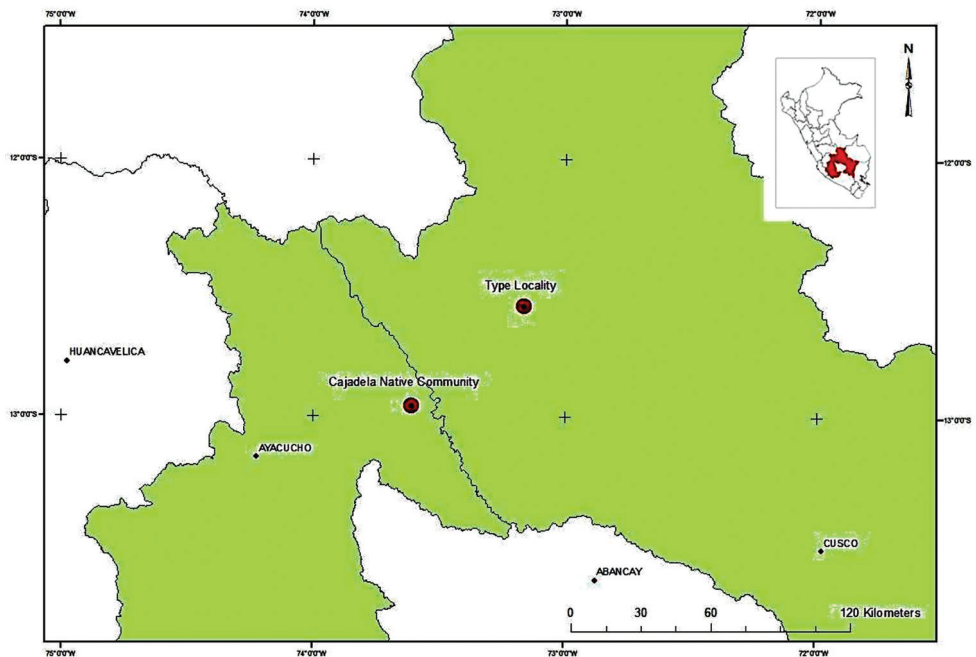 75°0'0"W 74°0'0"W 73°0'0"W 72°0'0"W
N
12°0'0"S 12°0'0"S
Type Locality
HUANCAVELICA
Cajadela Native Community
13°0'0"S 13°0'0"S
AYACUCHO
CUSCO
ABANCAY
0 30 60 120 Kilometers
75°0'0"W 74°0'0"W 73°0'0"W 72°0'0"W